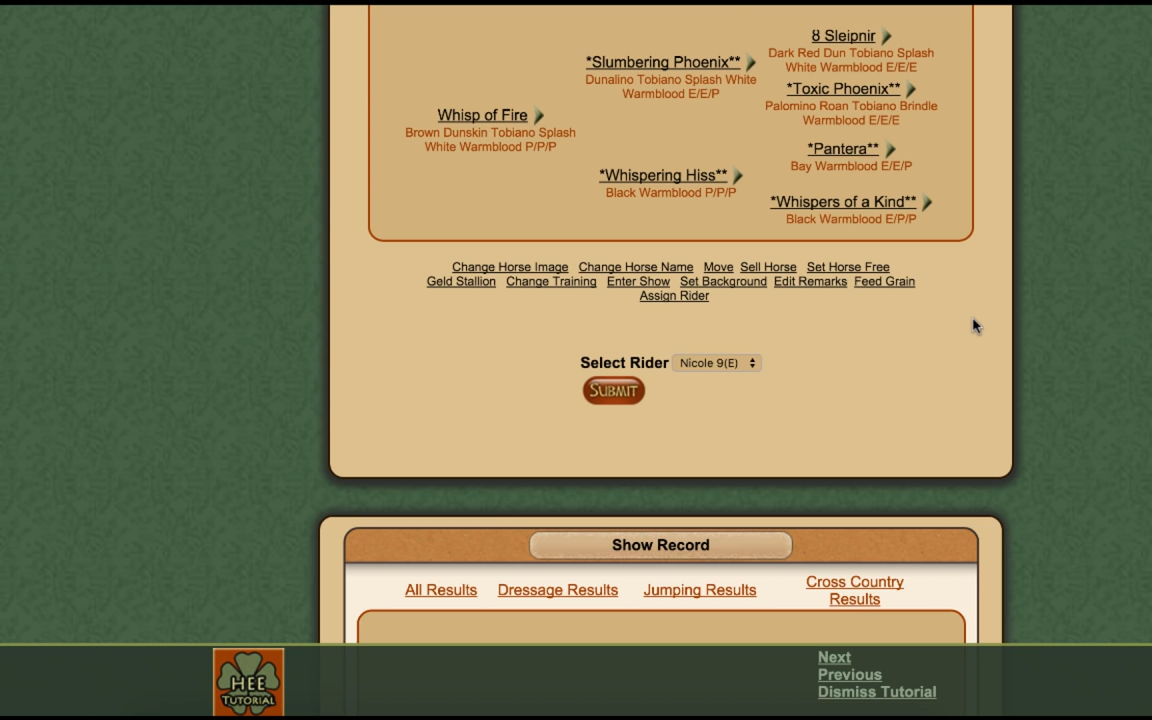 8 Sleipnir
Dark Red Dun Tobiano Splash
White Warmblood E/E/E
*Slumbering Phoenix**
Dunalino Tobiano Splash White
Warmblood E/E/P
*Toxic Phoenix**
Palomino Roan Tobiano Brindle
Warmblood E/E/E
Whisp of Fire
Brown Dunskin Tobiano Splash
White Warmblood P/P/P
*Pantera**
Bay Warmblood E/E/P
*Whispering Hiss**
Black Warmblood P/P/P
*Whispers of a Kind**
Black Warmblood E/P/P
Change Horse Image Change Horse Name Move Sell Horse Set Horse Free
Geld Stallion Change Training Enter Show Set Background Edit Remarks Feed Grain
Assign Rider
Select Rider Nicole 9(E)
Submit
Show Record
All Results Dressage Results Jumping Results Cross Country
Results
HEE
TUTORIAL
Next
Previous
Dismiss Tutorial